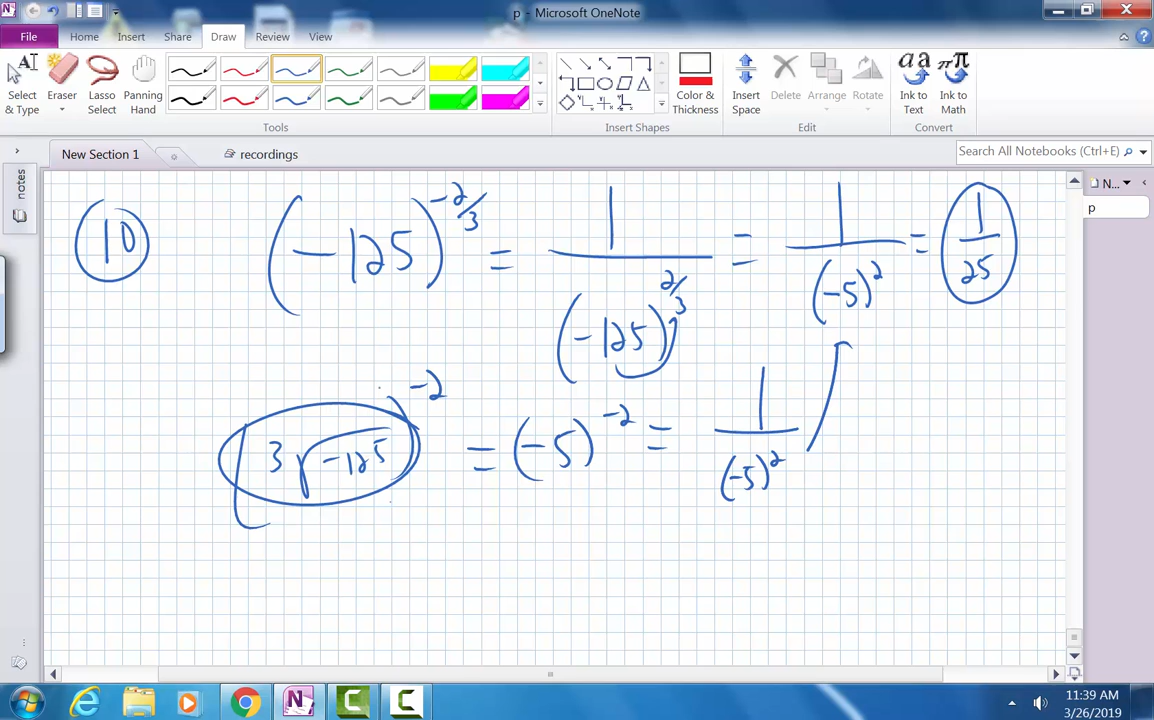 p - Microsoft OneNote
File Home Insert Share Draw Review View
Select & Type Eraser Lasso Select Panning Hand Color & Thickness Insert Space Delete Arrange Rotate Ink to Text Ink to Math
Tools Insert Shapes Edit Convert
New Section 1 recordings Search All Notebooks (Ctrl+E)
notes
N...
p
10 (-125)^-2/3 = 1/(-125)^2/3 = 1/(-5)^2 = 1/25
(3√-125)^-2 = (-5)^-2 = 1/(-5)^2
11:39 AM
3/26/2019